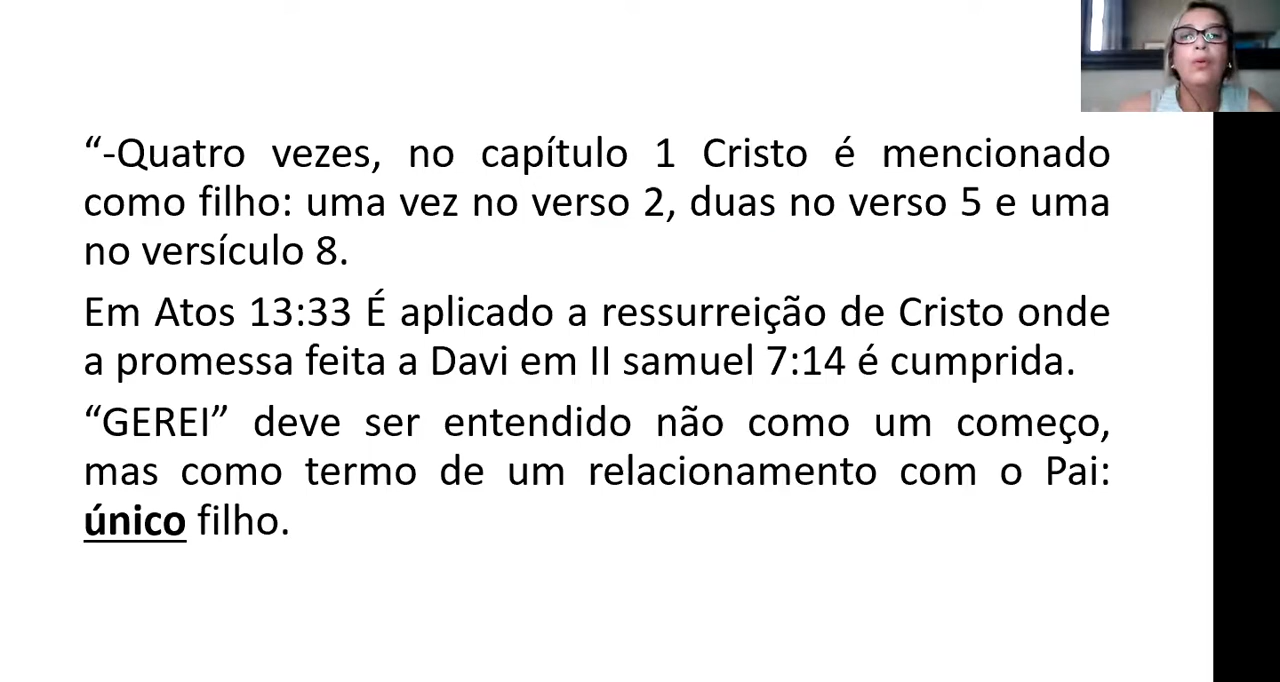 “-Quatro vezes, no capítulo 1 Cristo é mencionado
como filho: uma vez no verso 2, duas no verso 5 e uma
no versículo 8.
Em Atos 13:33 É aplicado a ressurreição de Cristo onde
a promessa feita a Davi em II samuel 7:14 é cumprida.
“GEREI” deve ser entendido não como um começo,
mas como termo de um relacionamento com o Pai:
único filho.